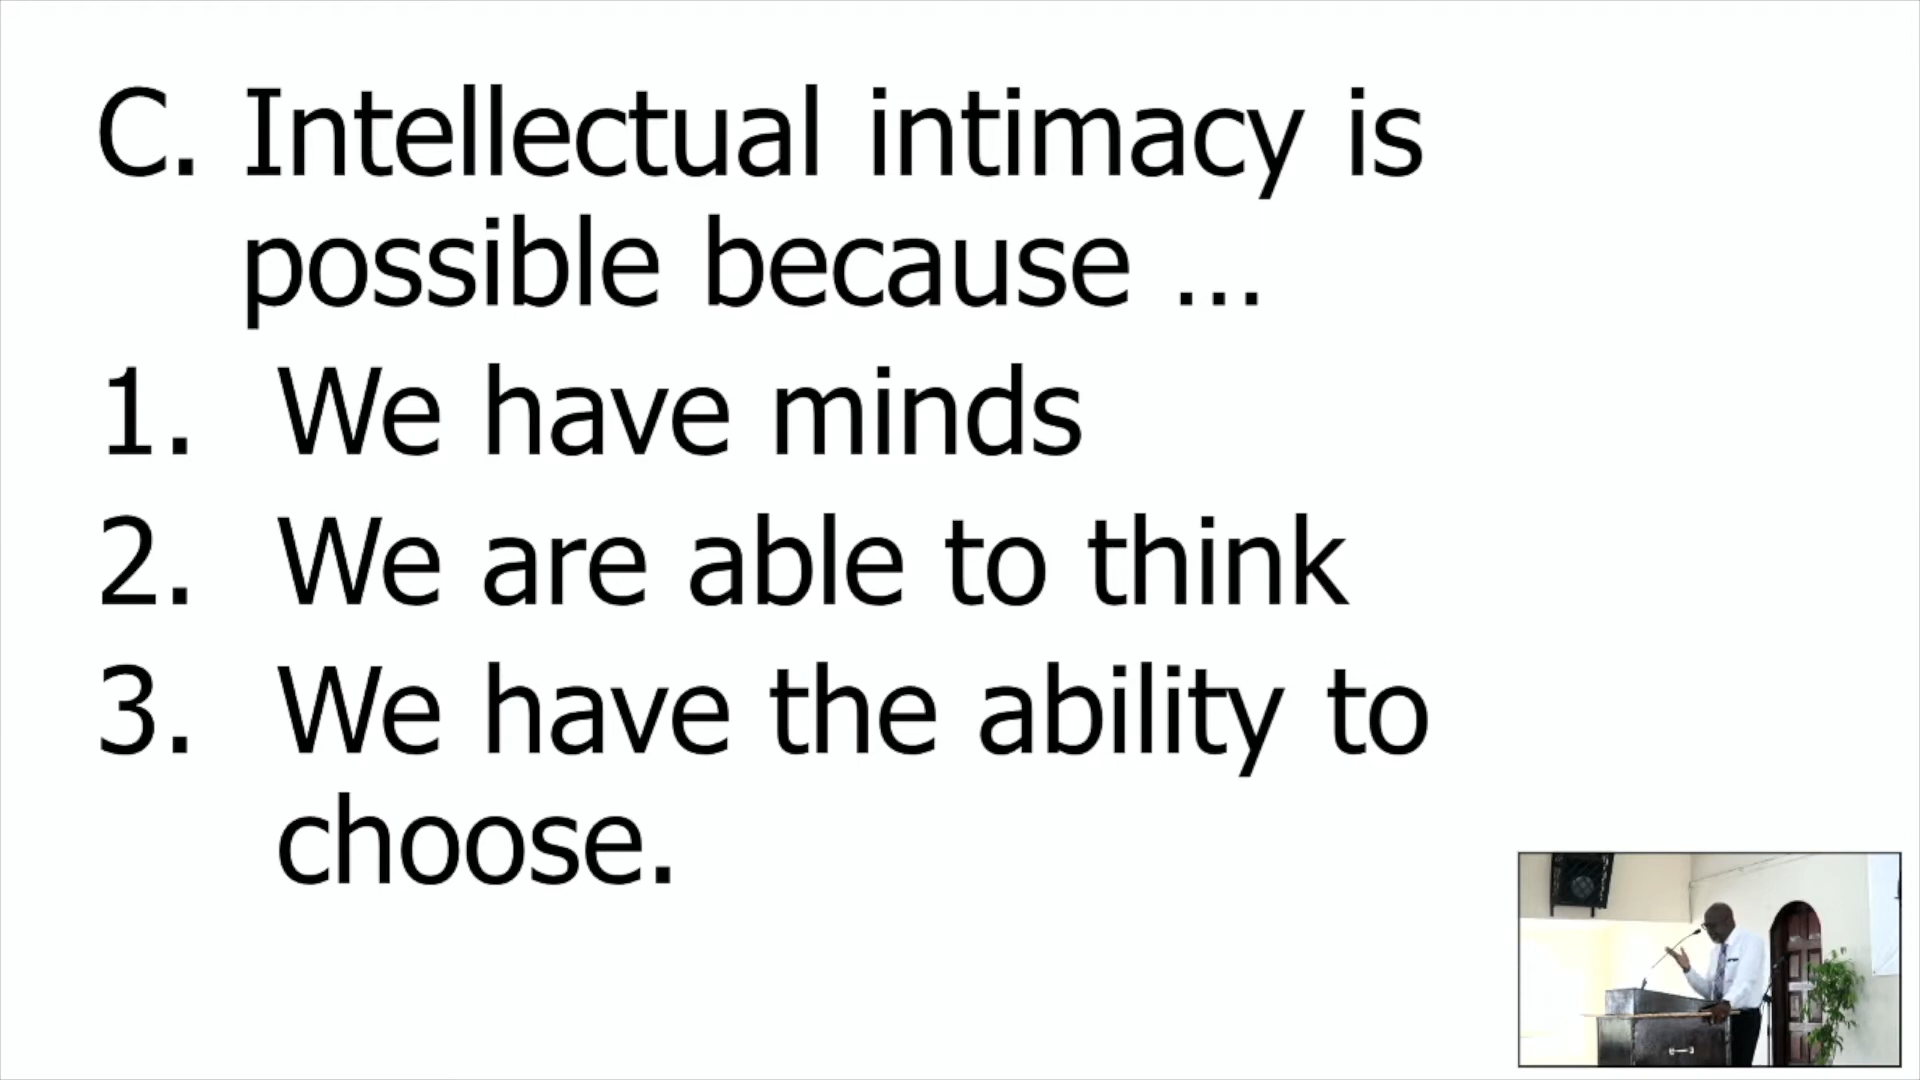 C. Intellectual intimacy is
possible because ...
1. We have minds
2. We are able to think
3. We have the ability to
choose.